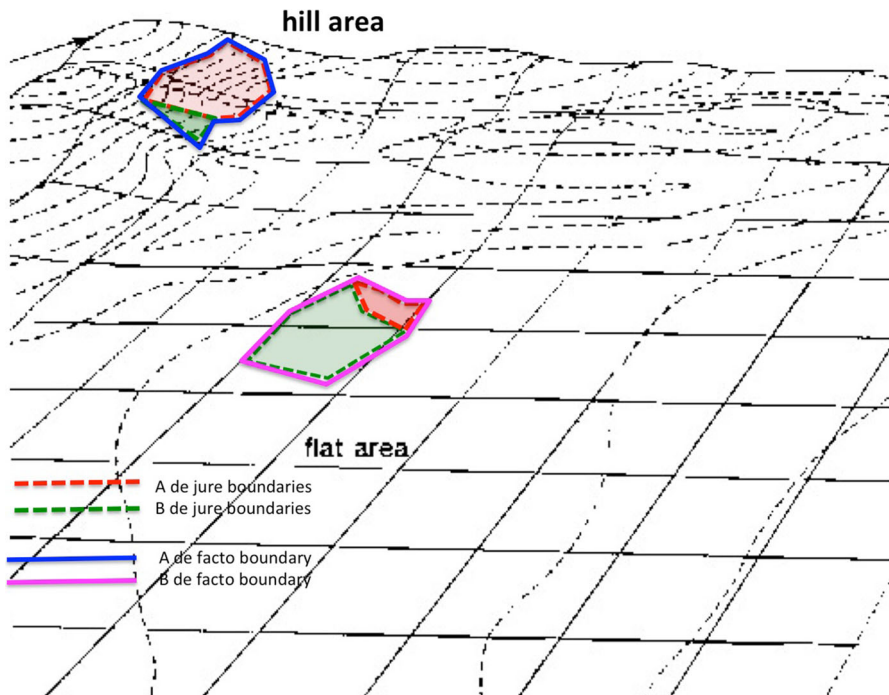 hill area
flat area
A de jure boundaries
B de jure boundaries
A de facto boundary
B de facto boundary